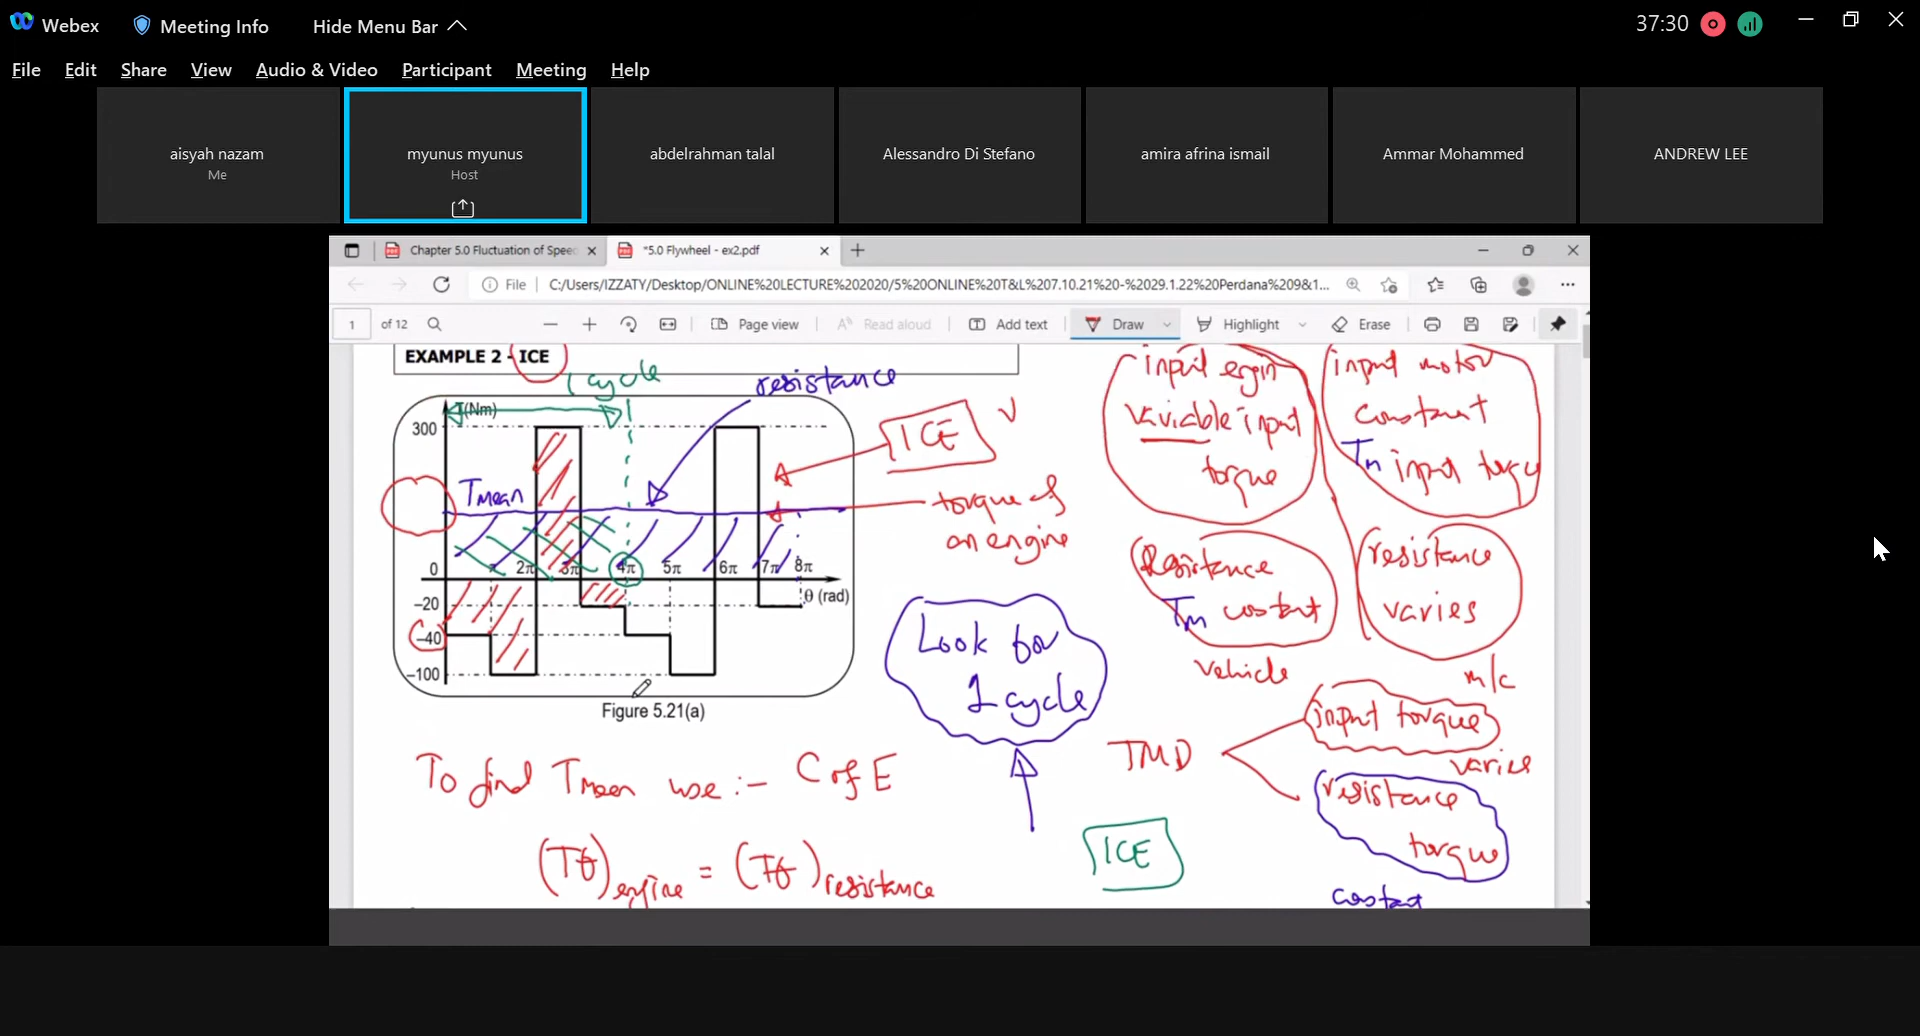 Webex Meeting Info Hide Menu Bar 37:30
File Edit Share View Audio & Video Participant Meeting Help
aisyah nazam
Me
myunus myunus
Host
abdelrahman talal
Alessandro Di Stefano
amira afrina ismail
Ammar Mohammed
ANDREW LEE
Chapter 5.0 Fluctuation of Speed
*5.0 Flywheel - ex2.pdf
File C:/Users/IZZATY/Desktop/ONLINE%20LECTURE%202020/5%20ONLINE%20T&L%207.10.21%20-%2029.1.22%20Perdana%209&1...
1 of 12 Page view Read aloud Add text Draw Highlight Erase
EXAMPLE 2 - ICE
1 cycle
resistance
T(Nm)
300
Tmean
0 π 2π 3π 4π 5π 6π 7π 8π
θ (rad)
-20
-40
-100
Figure 5.21(a)
ICE
torque of
an engine
Look for
1 cycle
input engin
variable input
torque
input motor
constant
Tm input torque
Resistance
Tm constant
vehicle
resistance
varies
m/c
TMD
input torque
varies
resistance
torque
constant
ICE
To find Tmean use :- C of E
(Tθ)engine = (Tθ)resistance